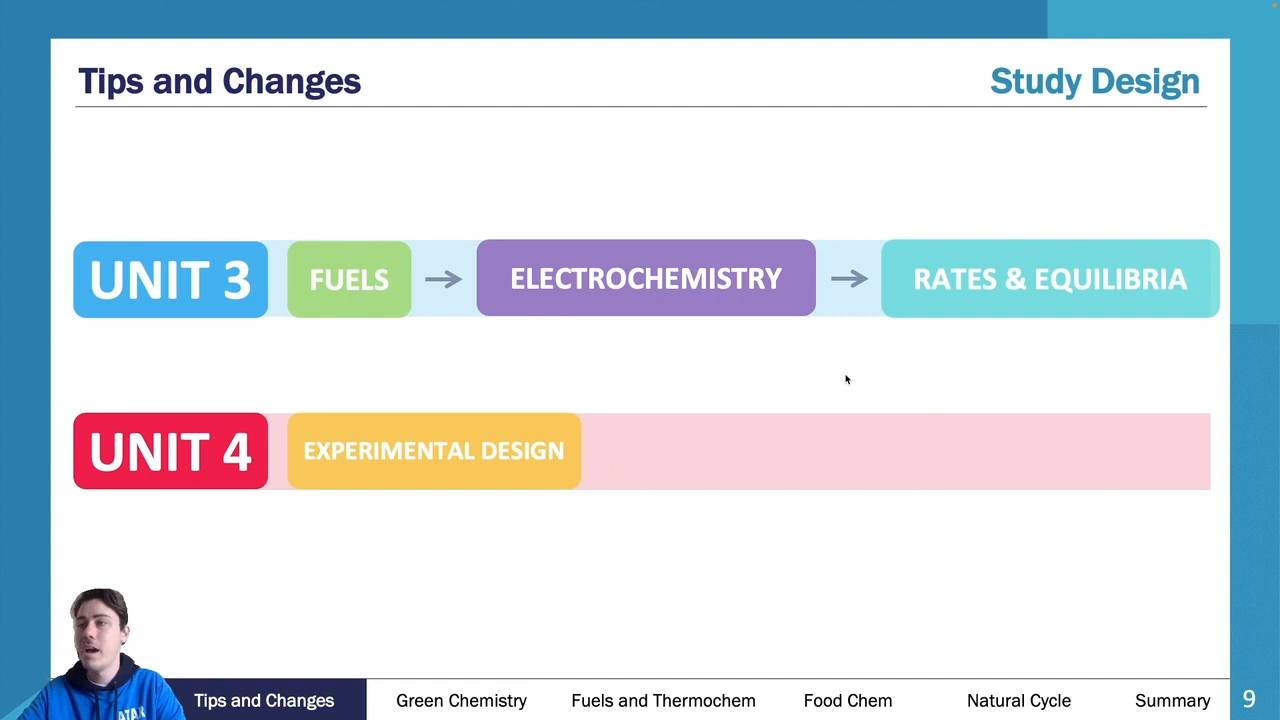 Tips and Changes
Study Design
UNIT 3
FUELS
ELECTROCHEMISTRY
RATES & EQUILIBRIA
UNIT 4
EXPERIMENTAL DESIGN
ATAR
Tips and Changes
Green Chemistry
Fuels and Thermochem
Food Chem
Natural Cycle
Summary
9